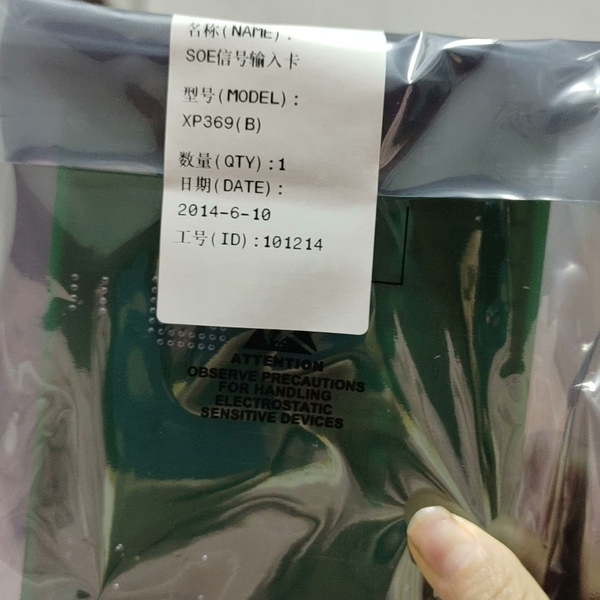 名称(NAME):
SOE信号输入卡
型号(MODEL):
XP369(B)
数量(QTY):1
日期(DATE):
2014-6-10
工号(ID):101214
ATTENTION
OBSERVE PRECAUTIONS
FOR HANDLING
ELECTROSTATIC
SENSITIVE DEVICES